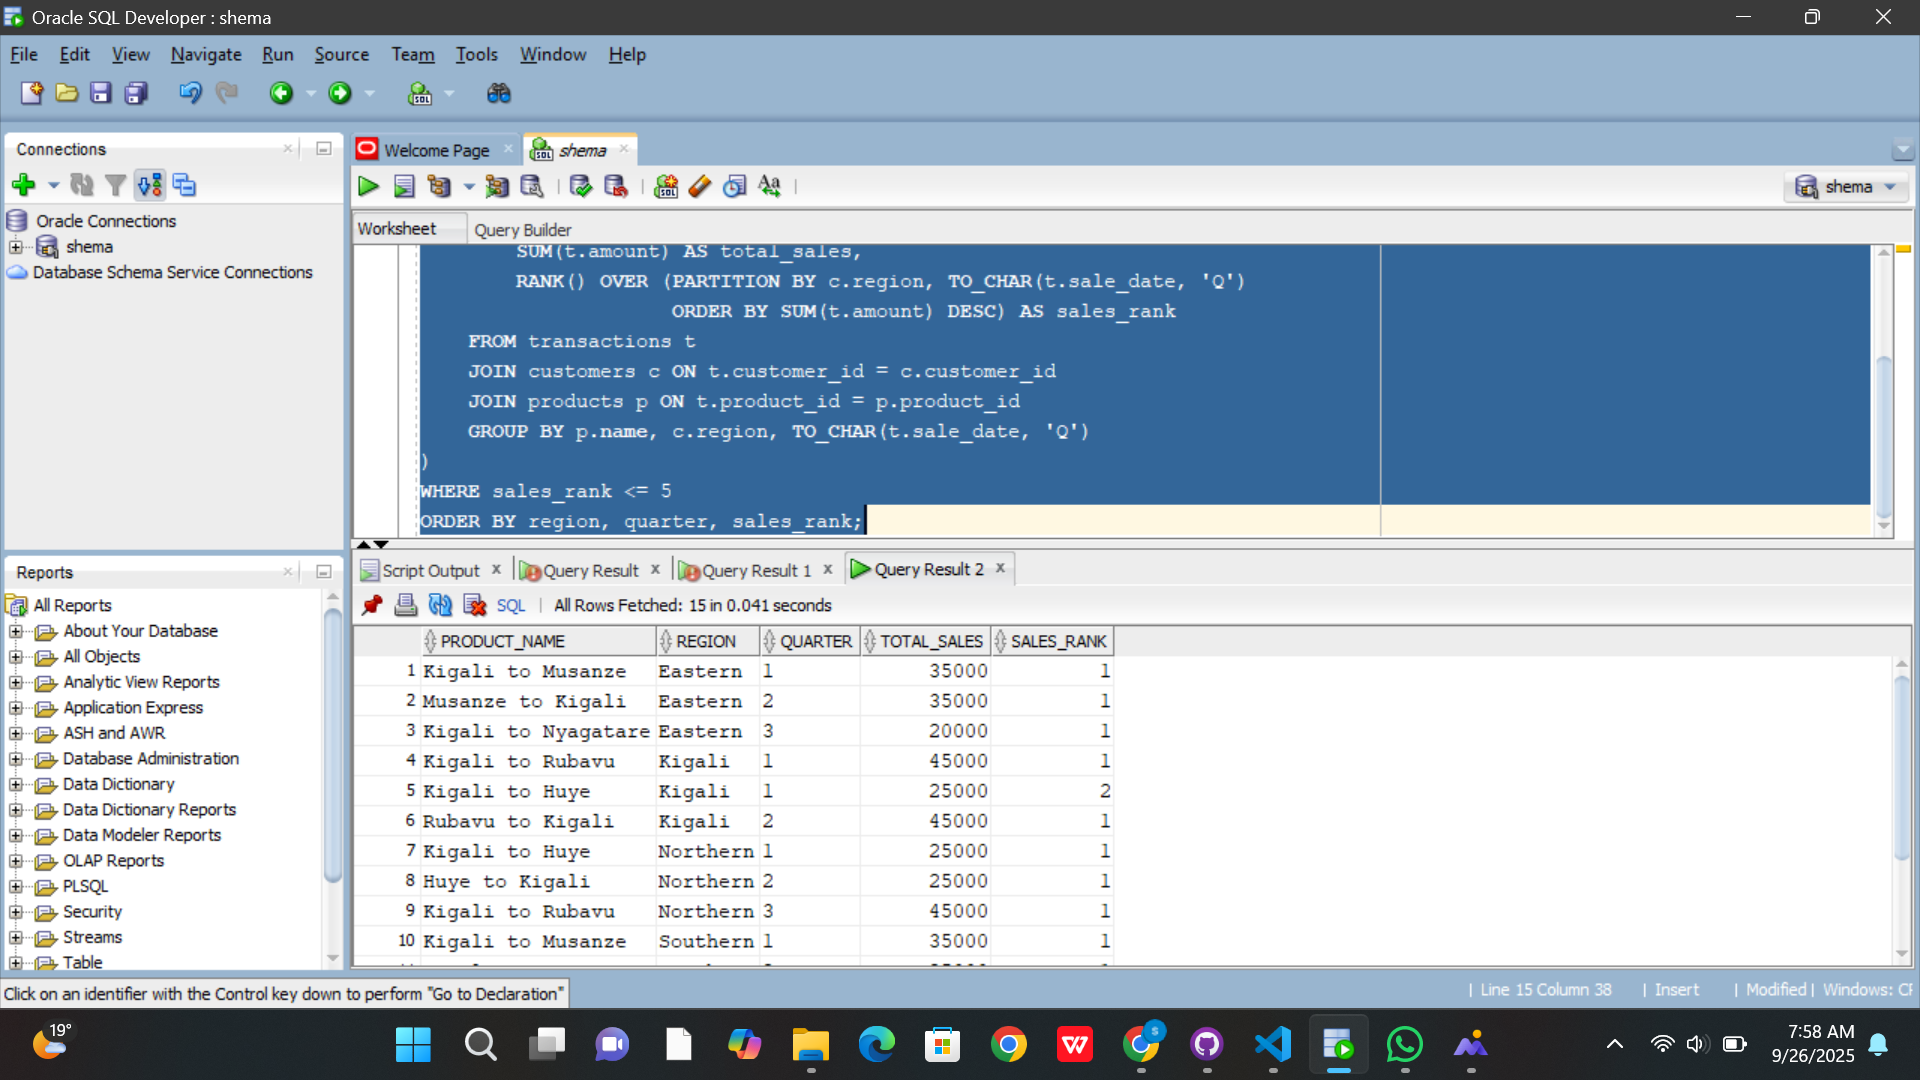 Oracle SQL Developer : shema
File Edit View Navigate Run Source Team Tools Window Help
Connections
Oracle Connections
shema
Database Schema Service Connections
Reports
All Reports
About Your Database
All Objects
Analytic View Reports
Application Express
ASH and AWR
Database Administration
Data Dictionary
Data Dictionary Reports
Data Modeler Reports
OLAP Reports
PLSQL
Security
Streams
Table
Welcome Page shema
shema
Worksheet Query Builder
SUM(t.amount) AS total_sales,
RANK() OVER (PARTITION BY c.region, TO_CHAR(t.sale_date, 'Q')
ORDER BY SUM(t.amount) DESC) AS sales_rank
FROM transactions t
JOIN customers c ON t.customer_id = c.customer_id
JOIN products p ON t.product_id = p.product_id
GROUP BY p.name, c.region, TO_CHAR(t.sale_date, 'Q')
)
WHERE sales_rank <= 5
ORDER BY region, quarter, sales_rank;
Script Output Query Result Query Result 1 Query Result 2
SQL | All Rows Fetched: 15 in 0.041 seconds
PRODUCT_NAME REGION QUARTER TOTAL_SALES SALES_RANK
1 Kigali to Musanze Eastern 1 35000 1
2 Musanze to Kigali Eastern 2 35000 1
3 Kigali to Nyagatare Eastern 3 20000 1
4 Kigali to Rubavu Kigali 1 45000 1
5 Kigali to Huye Kigali 1 25000 2
6 Rubavu to Kigali Kigali 2 45000 1
7 Kigali to Huye Northern 1 25000 1
8 Huye to Kigali Northern 2 25000 1
9 Kigali to Rubavu Northern 3 45000 1
10 Kigali to Musanze Southern 1 35000 1
Click on an identifier with the Control key down to perform "Go to Declaration"
| Line 15 Column 38 | Insert | Modified | Windows: CR
19°
7:58 AM
9/26/2025